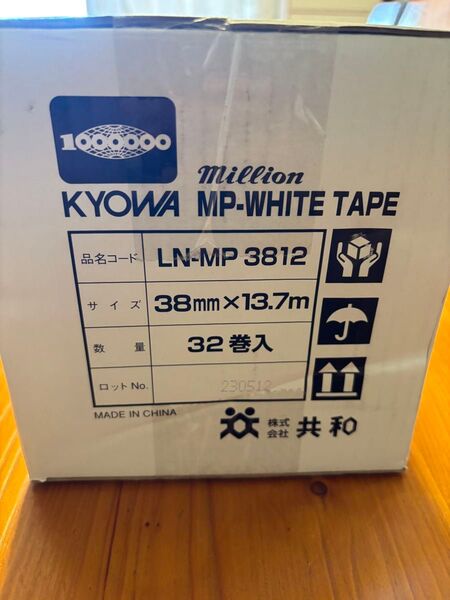 1000000
million
KYOWA MP-WHITE TAPE
品名コード LN-MP 3812
サイズ 38mm×13.7m
数量 32巻入
ロットNo. 230512
MADE IN CHINA
株式会社 共和